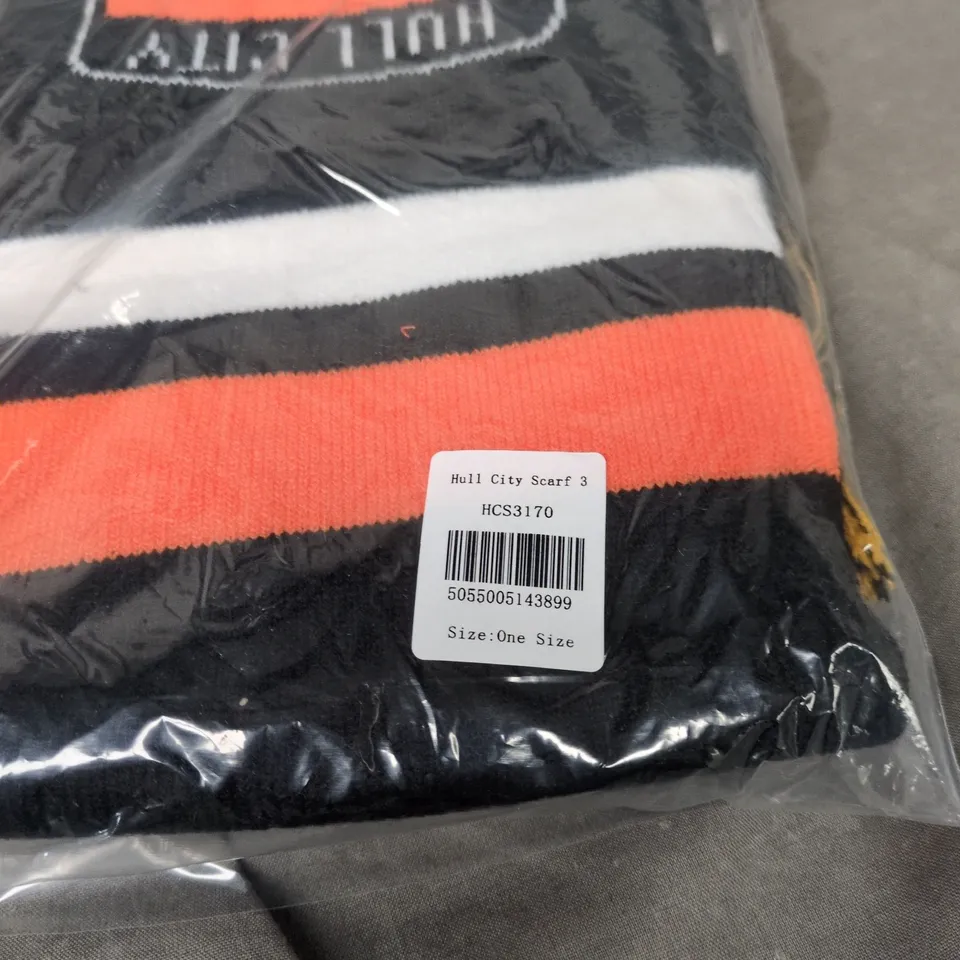 HULL CITY
Hull City Scarf 3
HCS3170
5055005143899
Size:One Size